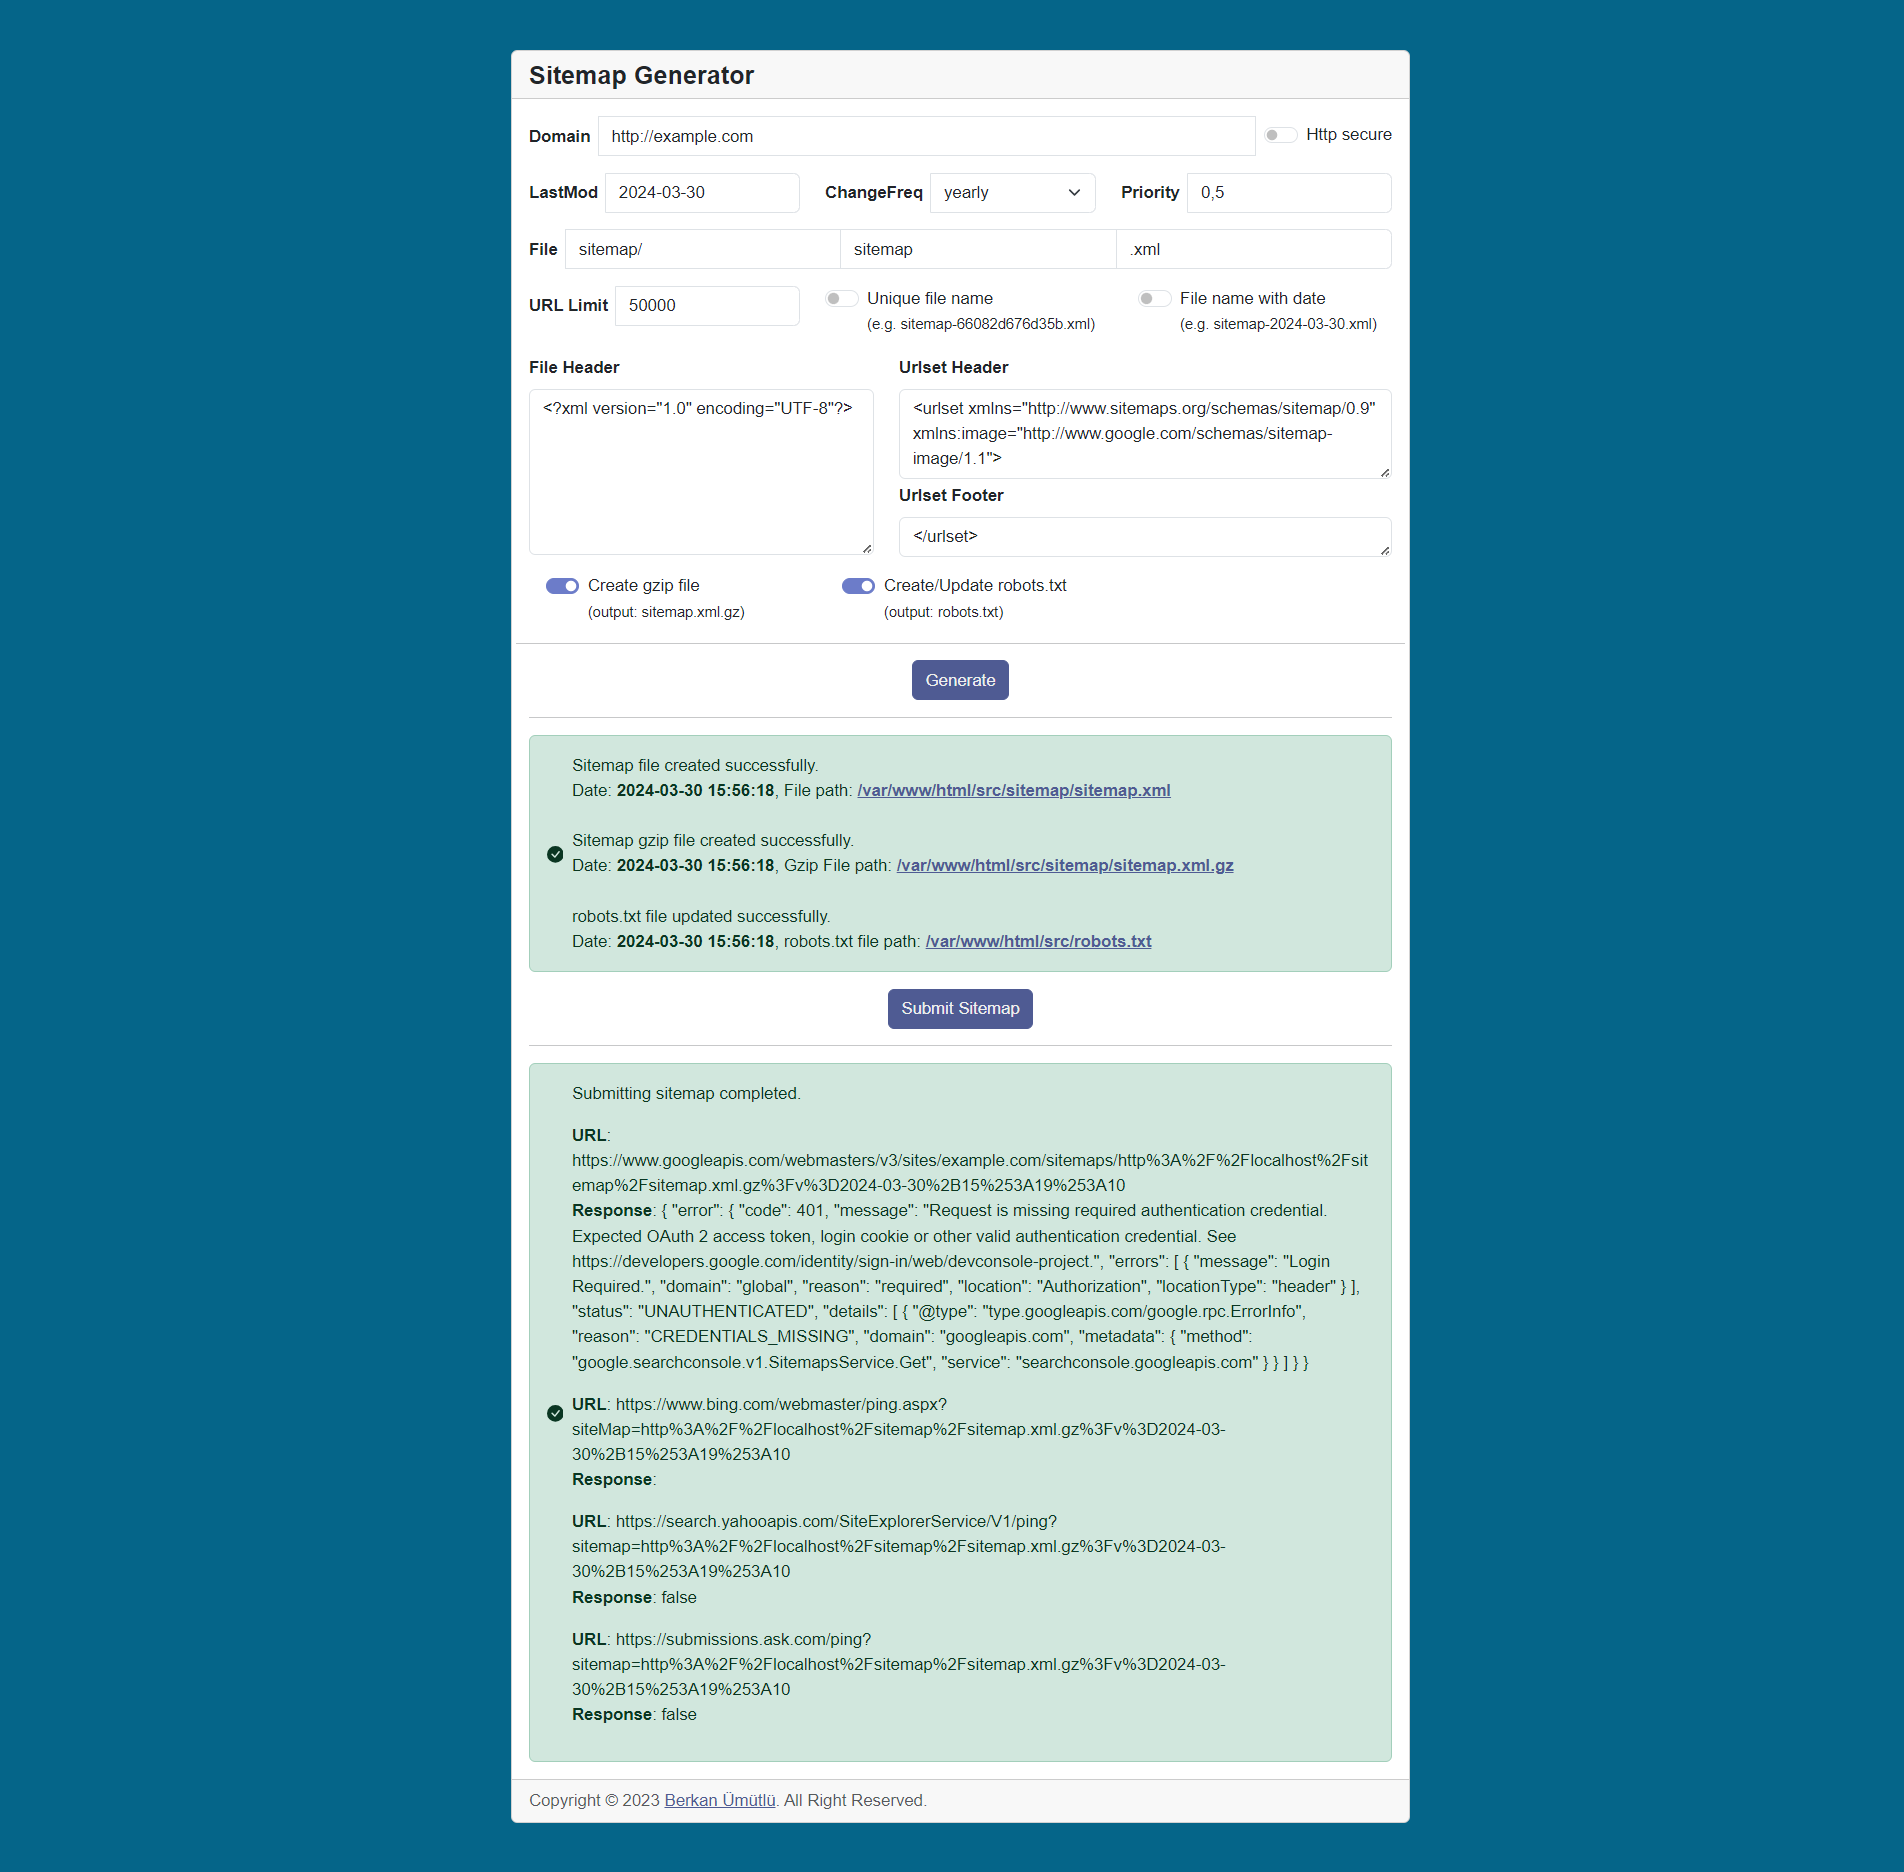 Sitemap Generator
Domain http://example.com Http secure
LastMod 2024-03-30 ChangeFreq yearly Priority 0,5
File sitemap/ sitemap .xml
URL Limit 50000 Unique file name File name with date
(e.g. sitemap-66082d676d35b.xml) (e.g. sitemap-2024-03-30.xml)
File Header
<?xml version="1.0" encoding="UTF-8"?>
Urlset Header
<urlset xmlns="http://www.sitemaps.org/schemas/sitemap/0.9"
xmlns:image="http://www.google.com/schemas/sitemap-
image/1.1">
Urlset Footer
</urlset>
Create gzip file Create/Update robots.txt
(output: sitemap.xml.gz) (output: robots.txt)
Generate
Sitemap file created successfully.
Date: 2024-03-30 15:56:18, File path: /var/www/html/src/sitemap/sitemap.xml
Sitemap gzip file created successfully.
Date: 2024-03-30 15:56:18, Gzip File path: /var/www/html/src/sitemap/sitemap.xml.gz
robots.txt file updated successfully.
Date: 2024-03-30 15:56:18, robots.txt file path: /var/www/html/src/robots.txt
Submit Sitemap
Submitting sitemap completed.
URL:
https://www.googleapis.com/webmasters/v3/sites/example.com/sitemaps/http%3A%2F%2Flocalhost%2Fsit
emap%2Fsitemap.xml.gz%3Fv%3D2024-03-30%2B15%253A19%253A10
Response: { "error": { "code": 401, "message": "Request is missing required authentication credential.
Expected OAuth 2 access token, login cookie or other valid authentication credential. See
https://developers.google.com/identity/sign-in/web/devconsole-project.", "errors": [ { "message": "Login
Required.", "domain": "global", "reason": "required", "location": "Authorization", "locationType": "header" } ],
"status": "UNAUTHENTICATED", "details": [ { "@type": "type.googleapis.com/google.rpc.ErrorInfo",
"reason": "CREDENTIALS_MISSING", "domain": "googleapis.com", "metadata": { "method":
"google.searchconsole.v1.SitemapsService.Get", "service": "searchconsole.googleapis.com" } } ] } }
URL: https://www.bing.com/webmaster/ping.aspx?
siteMap=http%3A%2F%2Flocalhost%2Fsitemap%2Fsitemap.xml.gz%3Fv%3D2024-03-
30%2B15%253A19%253A10
Response:
URL: https://search.yahooapis.com/SiteExplorerService/V1/ping?
sitemap=http%3A%2F%2Flocalhost%2Fsitemap%2Fsitemap.xml.gz%3Fv%3D2024-03-
30%2B15%253A19%253A10
Response: false
URL: https://submissions.ask.com/ping?
sitemap=http%3A%2F%2Flocalhost%2Fsitemap%2Fsitemap.xml.gz%3Fv%3D2024-03-
30%2B15%253A19%253A10
Response: false
Copyright © 2023 Berkan Ümütlü. All Right Reserved.